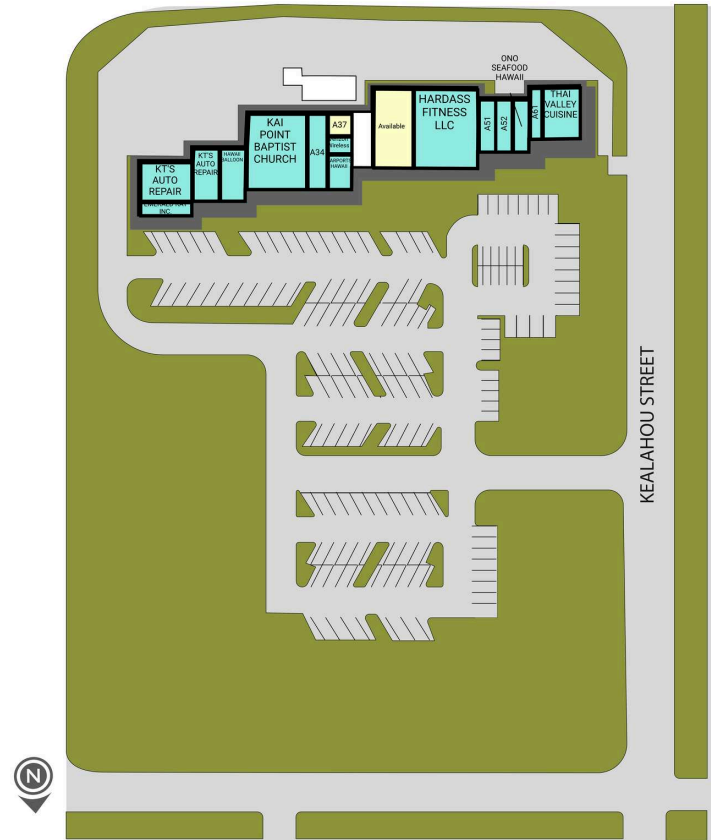 ONO
SEAFOOD
HAWAII
KT'S
AUTO
REPAIR
INC.
KT'S
AUTO
REPAIR
HAWAII
BALLOON
KAI
POINT
BAPTIST
CHURCH
A34
A37
Wireless
AIRPORT
HAWAII
Available
HARDASS
FITNESS
LLC
A51
A52
A61
THAI
VALLEY
CUISINE
KEALAHOU STREET
N